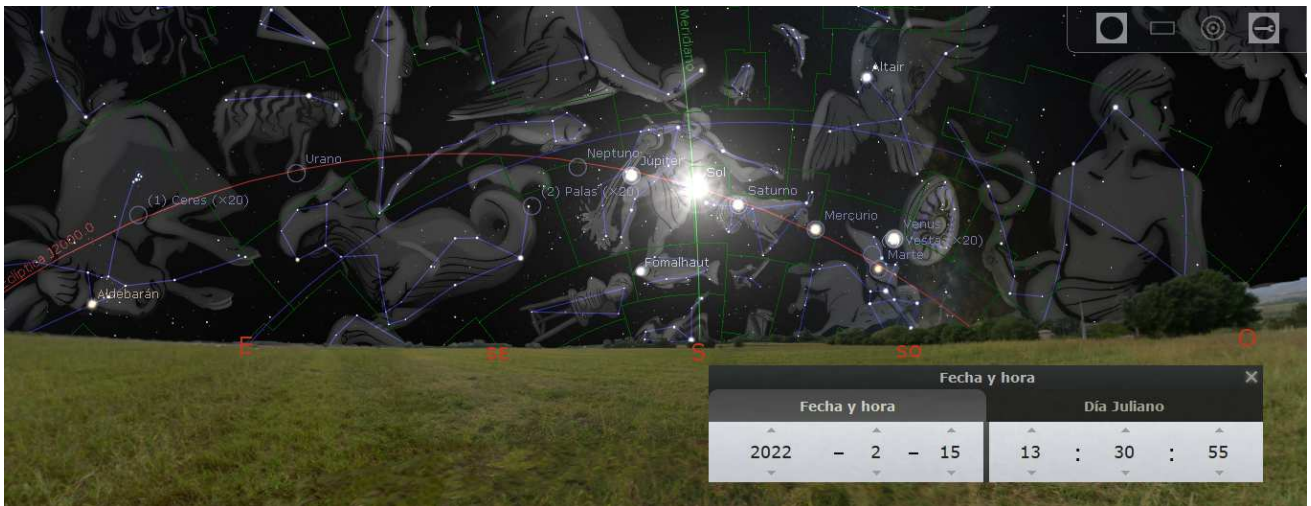 Meridiano
Altair
Urano
Neptuno
Júpiter
Sol
(1) Ceres (×20)
(2) Palas (×20)
Saturno
Mercurio
Venus
Vesta (×20)
Marte
Eclíptica J2000.0
Fomalhaut
Aldebarán
E
SE
S
SO
O
Fecha y hora
×
Fecha y hora
Día Juliano
2022 – 2 – 15
13 : 30 : 55